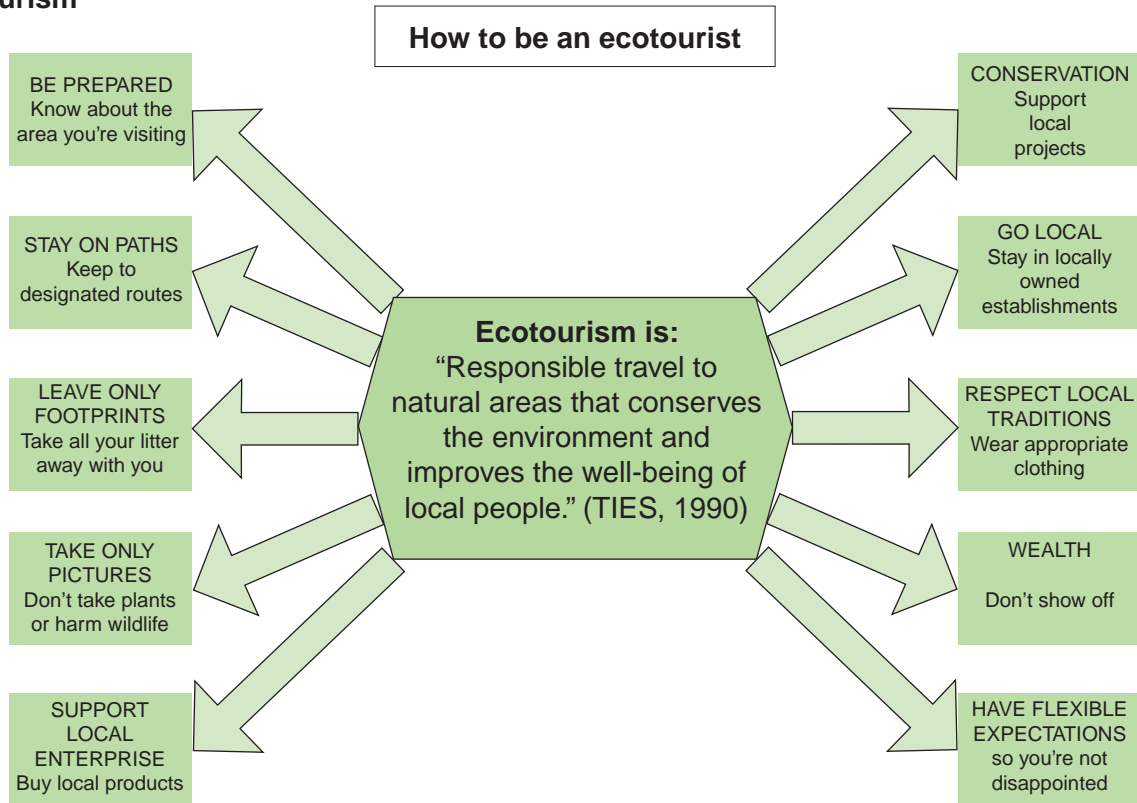 urism
How to be an ecotourist
BE PREPARED
Know about the
area you’re visiting
STAY ON PATHS
Keep to
designated routes
LEAVE ONLY
FOOTPRINTS
Take all your litter
away with you
TAKE ONLY
PICTURES
Don’t take plants
or harm wildlife
SUPPORT
LOCAL
ENTERPRISE
Buy local products
Ecotourism is:
“Responsible travel to
natural areas that conserves
the environment and
improves the well-being of
local people.” (TIES, 1990)
CONSERVATION
Support
local
projects
GO LOCAL
Stay in locally
owned
establishments
RESPECT LOCAL
TRADITIONS
Wear appropriate
clothing
WEALTH
Don’t show off
HAVE FLEXIBLE
EXPECTATIONS
so you’re not
disappointed